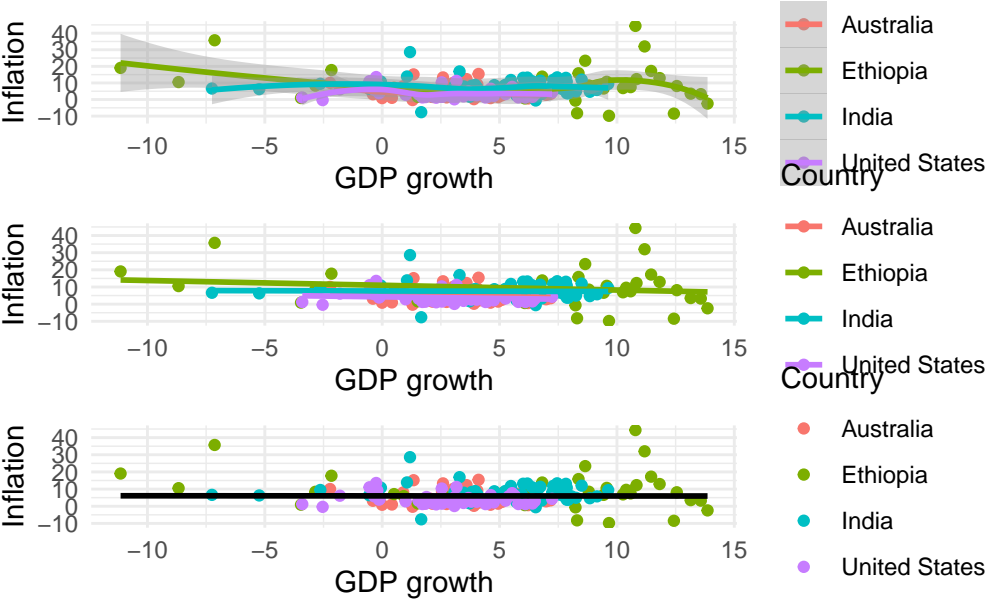 Inflation
40
30
20
10
0
−10
−10 −5 0 5 10 15
GDP growth
Australia
Ethiopia
India
United States
Country
Inflation
40
30
20
10
0
−10
−10 −5 0 5 10 15
GDP growth
Australia
Ethiopia
India
United States
Country
Inflation
40
30
20
10
0
−10
−10 −5 0 5 10 15
GDP growth
Australia
Ethiopia
India
United States